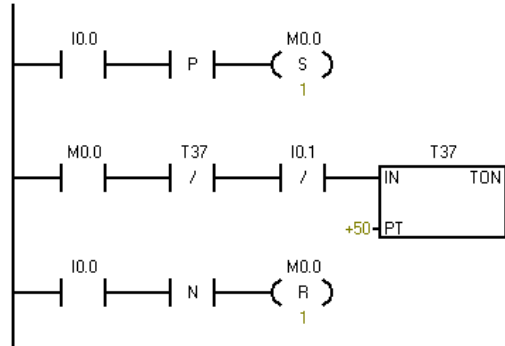 I0.0 M0.0
P S
1
M0.0 T37 I0.1 T37
/ / IN TON
+50 PT
I0.0 M0.0
N R
1